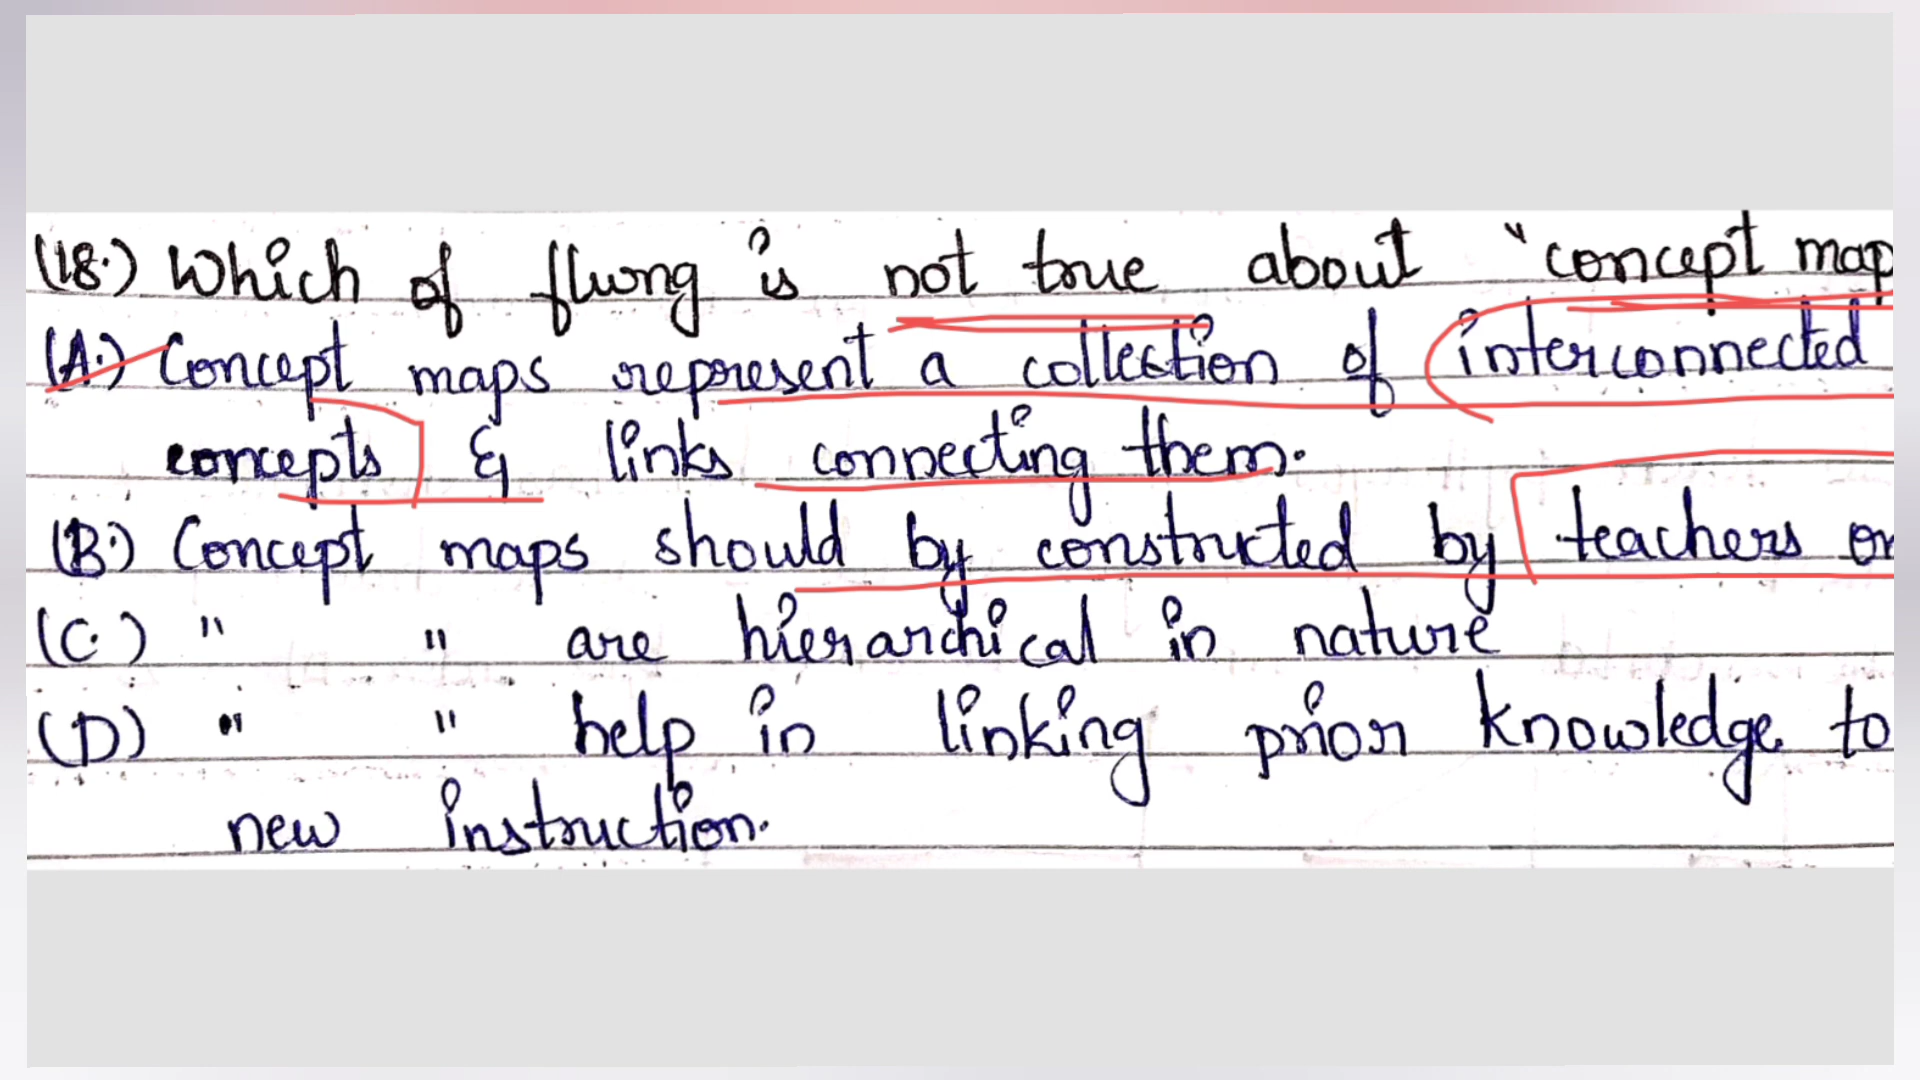 (18.) Which of flwng is not true about "concept map
(A.) Concept maps represent a collection of interconnected
concepts & links connecting them.
(B.) Concept maps should by constructed by teachers on
(C.) " " are hierarchical in nature
(D) " " help in linking prior knowledge to
new instruction.